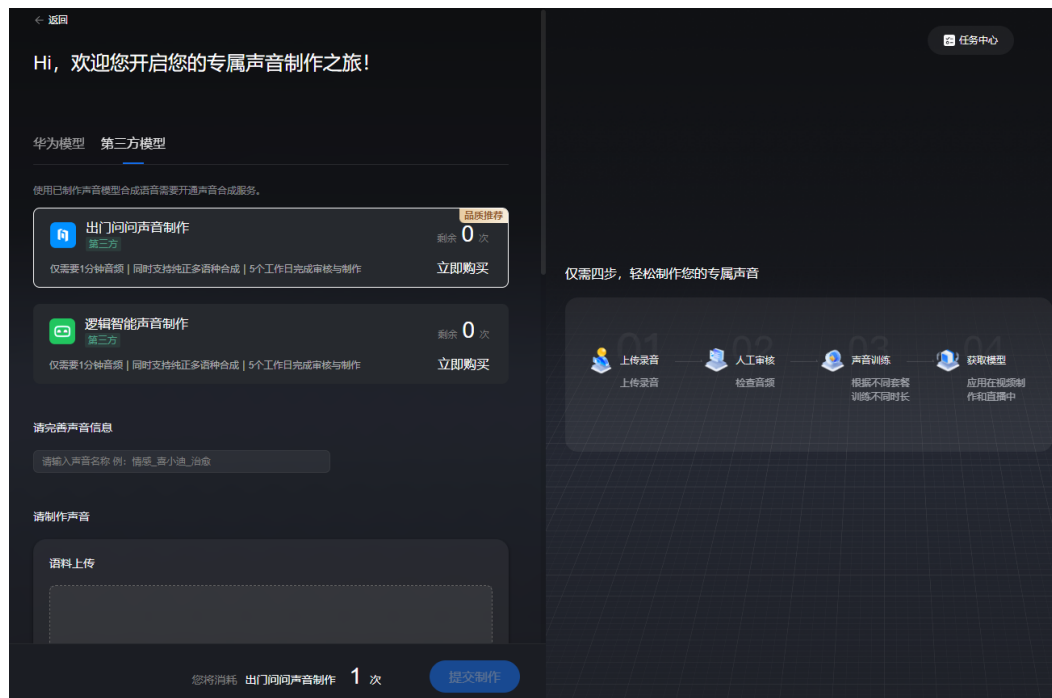 ← 返回
任务中心
Hi，欢迎您开启您的专属声音制作之旅！
华为模型 第三方模型
使用已制作声音模型合成语音需要开通声音合成服务。
品质推荐
出门问问声音制作
第三方
剩余 0 次
仅需要1分钟音频 | 同时支持纯正多语种合成 | 5个工作日完成审核与制作
立即购买
逻辑智能声音制作
第三方
剩余 0 次
仅需要1分钟音频 | 同时支持纯正多语种合成 | 5个工作日完成审核与制作
立即购买
请完善声音信息
请输入声音名称 例：情感_喜小迪_治愈
请制作声音
语料上传
您将消耗 出门问问声音制作 1 次
提交制作
仅需四步，轻松制作您的专属声音
01
上传录音
上传录音
02
人工审核
检查音频
03
声音训练
根据不同套餐
训练不同时长
04
获取模型
应用在视频制
作和直播中